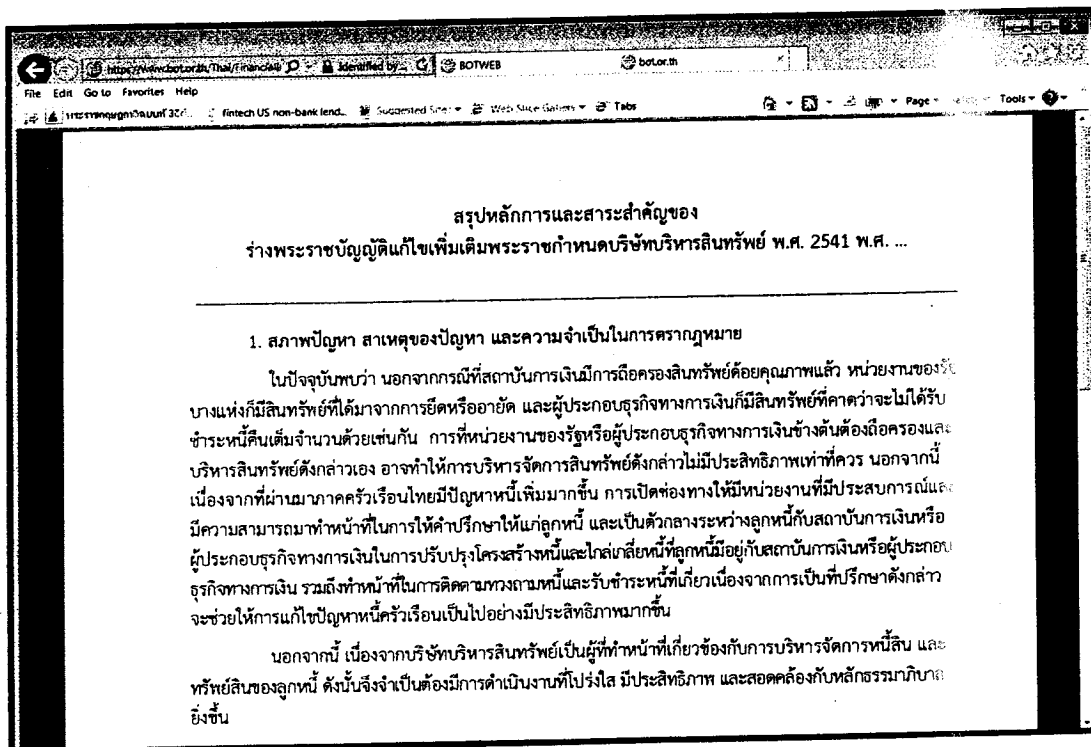 https://www.bot.or.th/Thai/Financial Identified by BOTWEB bot.or.th
File Edit Go to Favorites Help
fintech US non-bank lend... Suggested Sites Web Slice Gallery Tabs Page Tools
สรุปหลักการและสาระสำคัญของ
ร่างพระราชบัญญัติแก้ไขเพิ่มเติมพระราชกำหนดบริษัทบริหารสินทรัพย์ พ.ศ. 2541 พ.ศ. ...
1. สภาพปัญหา สาเหตุของปัญหา และความจำเป็นในการตรากฎหมาย
ในปัจจุบันพบว่า นอกจากกรณีที่สถาบันการเงินมีการถือครองสินทรัพย์ด้อยคุณภาพแล้ว หน่วยงานของรัฐ
บางแห่งก็มีสินทรัพย์ที่ได้มาจากการยึดหรืออายัด และผู้ประกอบธุรกิจทางการเงินก็มีสินทรัพย์ที่คาดว่าจะไม่ได้รับ
ชำระหนี้คืนเต็มจำนวนด้วยเช่นกัน การที่หน่วยงานของรัฐหรือผู้ประกอบธุรกิจทางการเงินข้างต้นต้องถือครองและ
บริหารสินทรัพย์ดังกล่าวเอง อาจทำให้การบริหารจัดการสินทรัพย์ดังกล่าวไม่มีประสิทธิภาพเท่าที่ควร นอกจากนี้
เนื่องจากที่ผ่านมาภาคครัวเรือนไทยมีปัญหาหนี้เพิ่มมากขึ้น การเปิดช่องทางให้มีหน่วยงานที่มีประสบการณ์และ
มีความสามารถมาทำหน้าที่ในการให้คำปรึกษาให้แก่ลูกหนี้ และเป็นตัวกลางระหว่างลูกหนี้กับสถาบันการเงินหรือ
ผู้ประกอบธุรกิจทางการเงินในการปรับปรุงโครงสร้างหนี้และไกล่เกลี่ยหนี้ที่ลูกหนี้มีอยู่กับสถาบันการเงินหรือผู้ประกอบ
ธุรกิจทางการเงิน รวมถึงทำหน้าที่ในการติดตามทวงถามหนี้และรับชำระหนี้ที่เกี่ยวเนื่องจากการเป็นที่ปรึกษาดังกล่าว
จะช่วยให้การแก้ไขปัญหาหนี้ครัวเรือนเป็นไปอย่างมีประสิทธิภาพมากขึ้น
นอกจากนี้ เนื่องจากบริษัทบริหารสินทรัพย์เป็นผู้ที่ทำหน้าที่เกี่ยวข้องกับการบริหารจัดการหนี้สิน และ
ทรัพย์สินของลูกหนี้ ดังนั้นจึงจำเป็นต้องมีการดำเนินงานที่โปร่งใส มีประสิทธิภาพ และสอดคล้องกับหลักธรรมาภิบาล
ยิ่งขึ้น